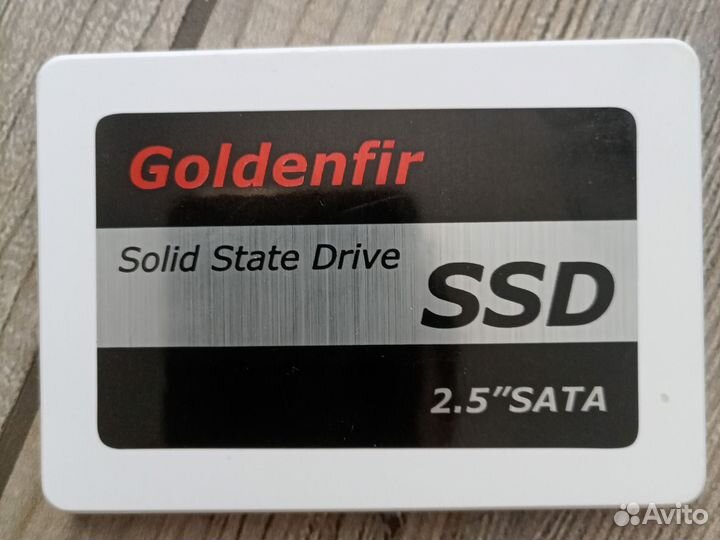 Goldenfir
Solid State Drive
SSD
2.5"SATA
Avito